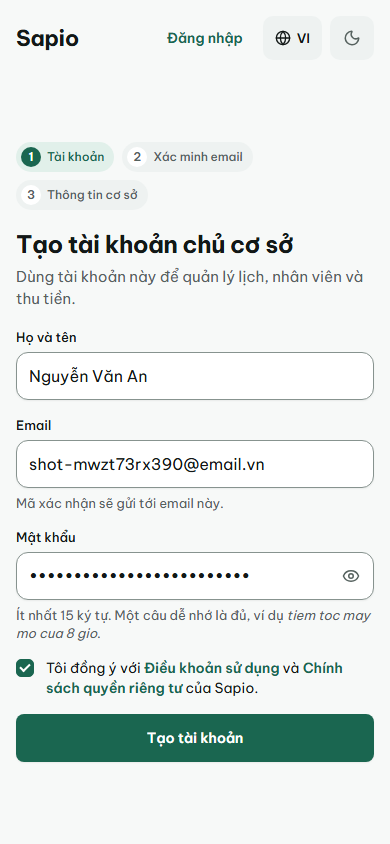 Sapio
Đăng nhập
VI
1 Tài khoản
2 Xác minh email
3 Thông tin cơ sở
Tạo tài khoản chủ cơ sở
Dùng tài khoản này để quản lý lịch, nhân viên và
thu tiền.
Họ và tên
Nguyễn Văn An
Email
shot-mwzt73rx390@email.vn
Mã xác nhận sẽ gửi tới email này.
Mật khẩu
Ít nhất 15 ký tự. Một câu dễ nhớ là đủ, ví dụ tiem toc may
mo cua 8 gio.
Tôi đồng ý với Điều khoản sử dụng và Chính
sách quyền riêng tư của Sapio.
Tạo tài khoản